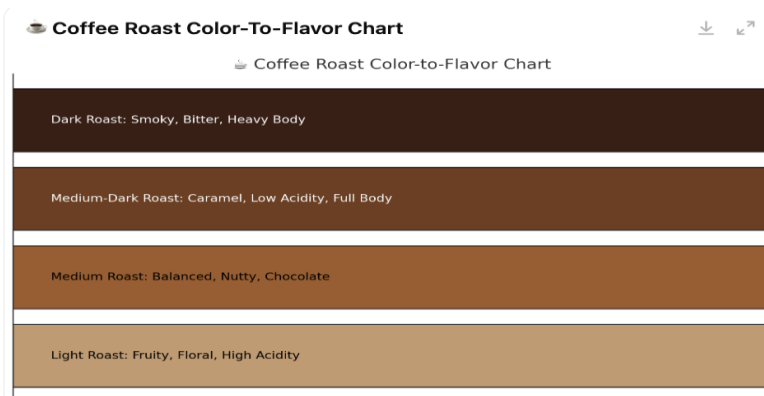 ☕ Coffee Roast Color-To-Flavor Chart
☕ Coffee Roast Color-to-Flavor Chart
Dark Roast: Smoky, Bitter, Heavy Body
Medium-Dark Roast: Caramel, Low Acidity, Full Body
Medium Roast: Balanced, Nutty, Chocolate
Light Roast: Fruity, Floral, High Acidity